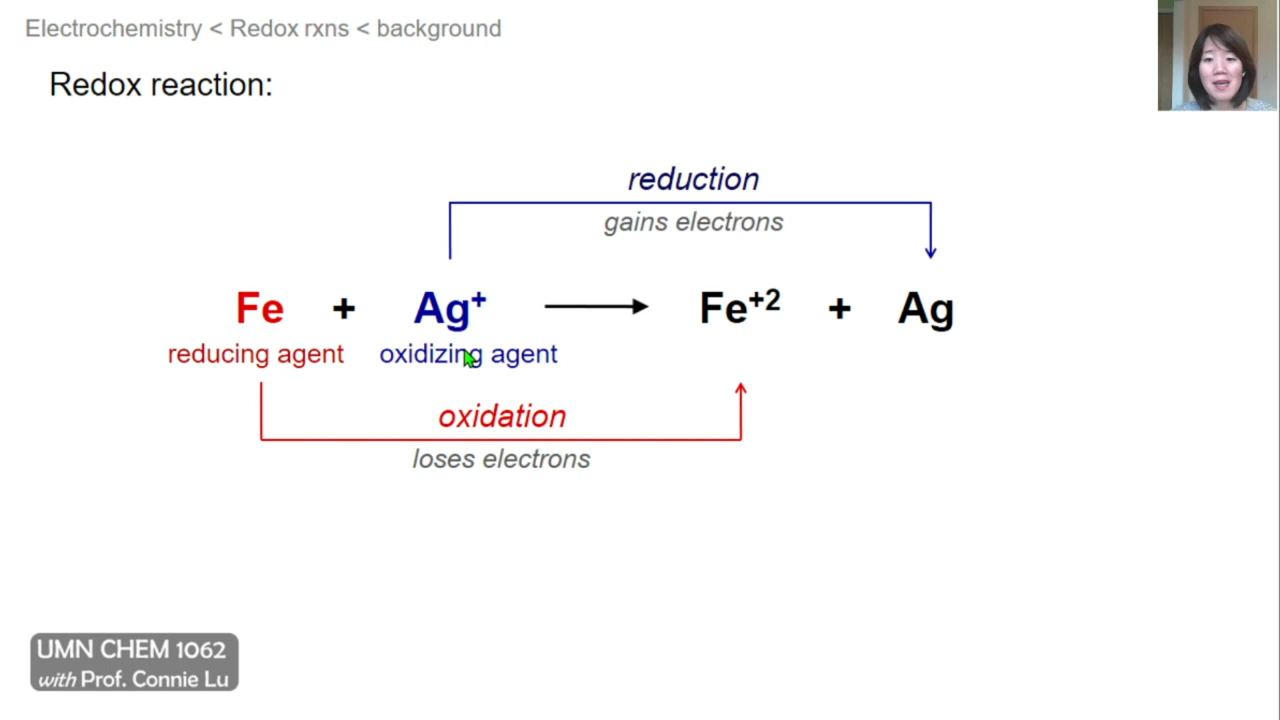 Electrochemistry < Redox rxns < background
Redox reaction:
reduction
gains electrons
Fe + Ag⁺ ⟶ Fe⁺² + Ag
reducing agent oxidizing agent
oxidation
loses electrons
UMN CHEM 1062
with Prof. Connie Lu